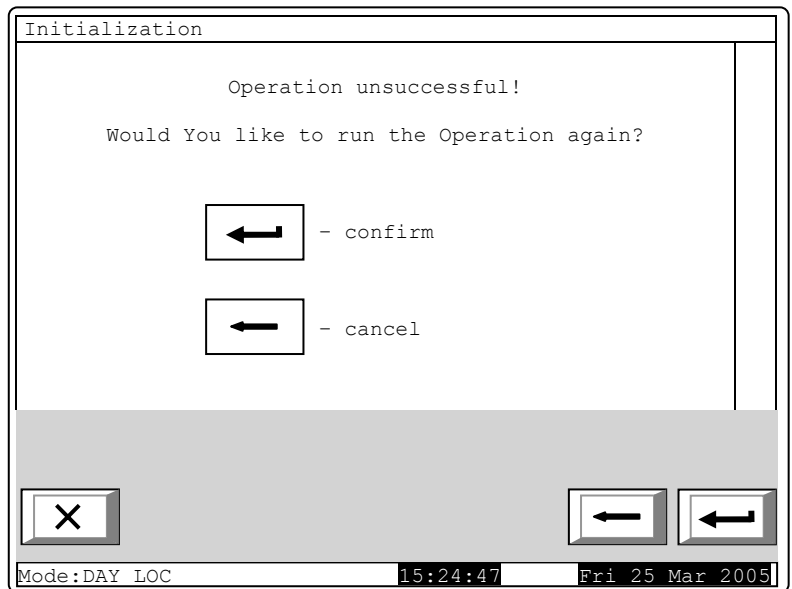 Initialization
Operation unsuccessful!
Would You like to run the Operation again?
- confirm
- cancel
Mode:DAY LOC 15:24:47 Fri 25 Mar 2005